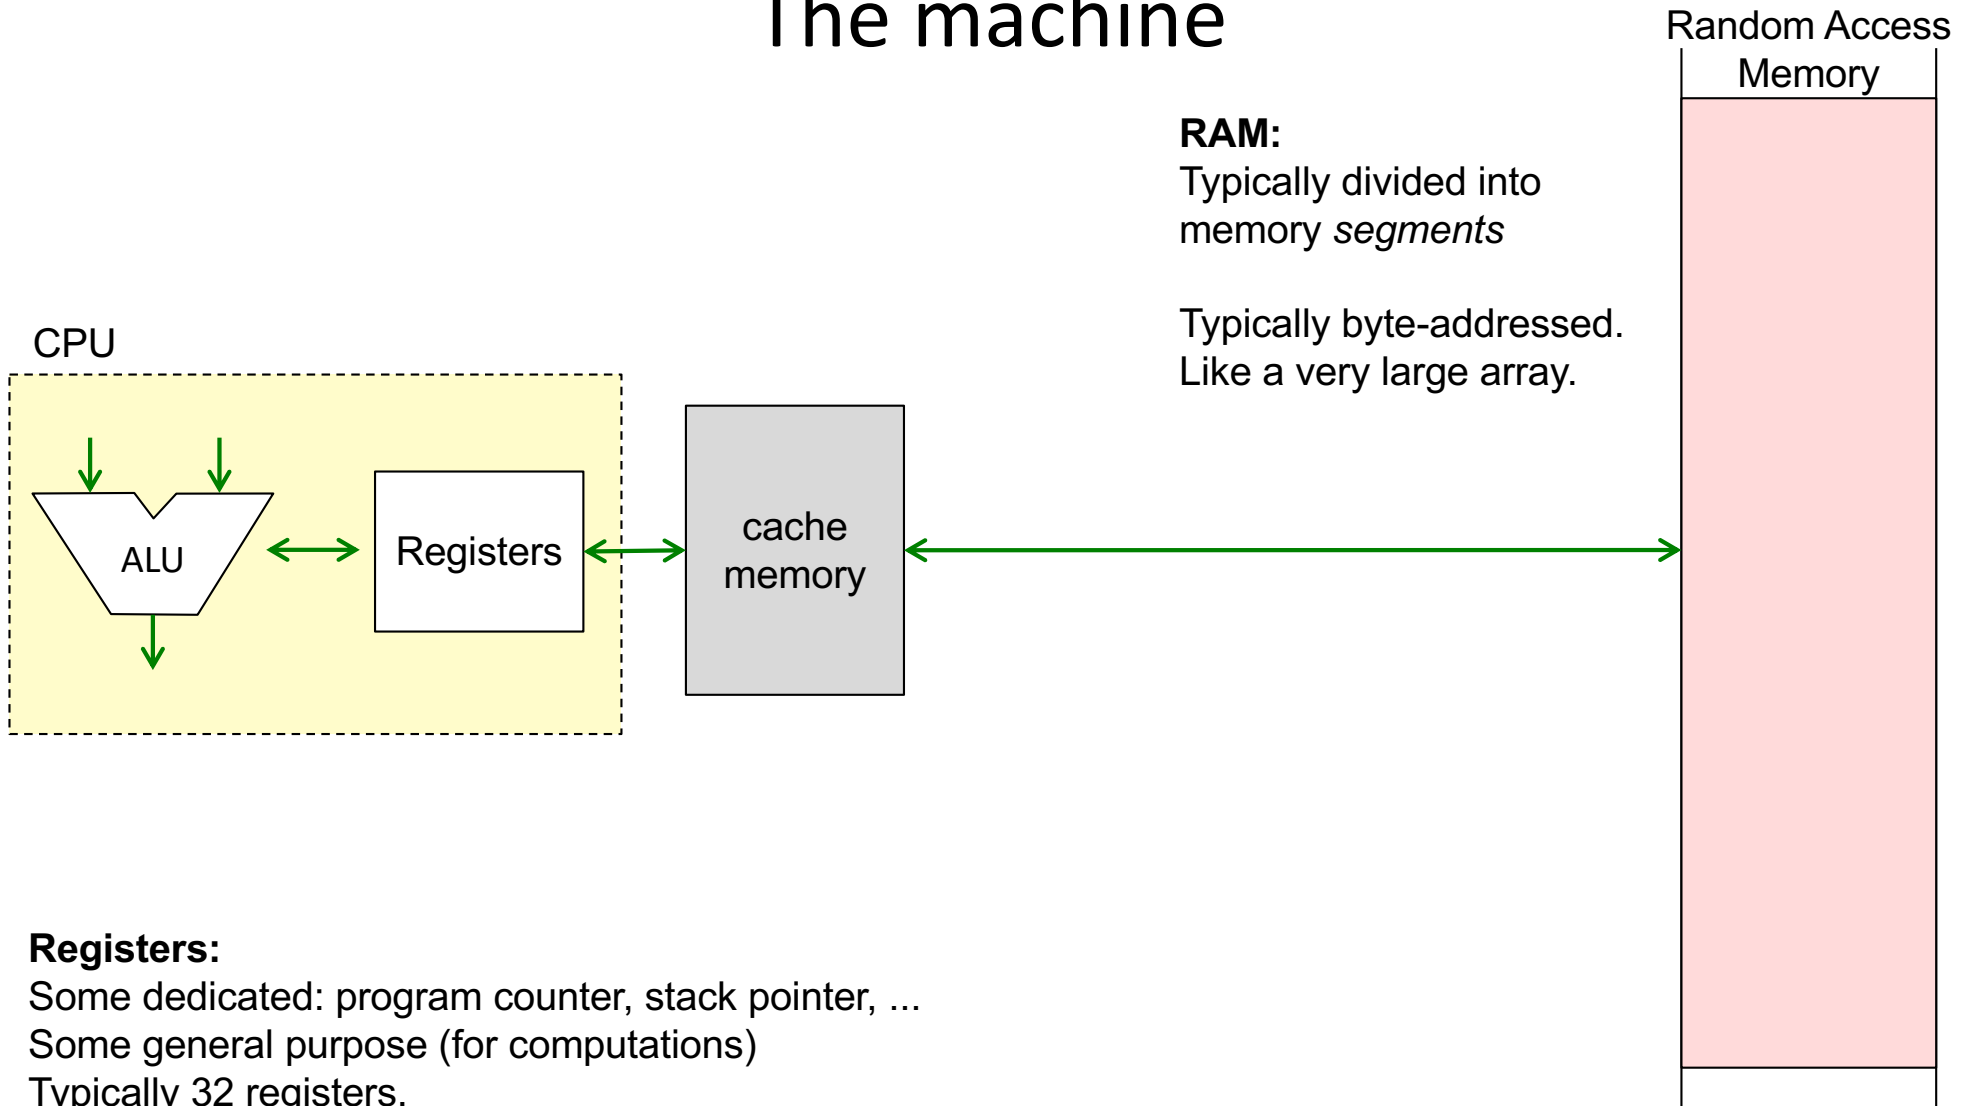 The machine
Random Access
Memory
RAM:
Typically divided into
memory segments
Typically byte-addressed.
Like a very large array.
CPU
ALU
Registers
cache
memory
Registers:
Some dedicated: program counter, stack pointer, ...
Some general purpose (for computations)
Typically 32 registers.